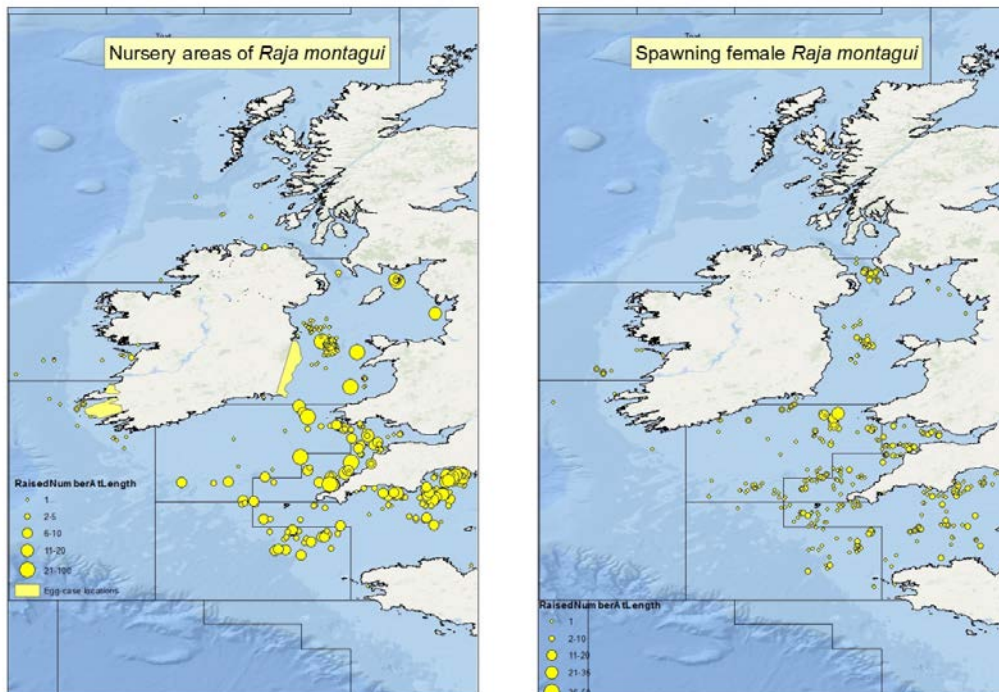 Nursery areas of Raja montagui
RaisedNumberAtLength
1
2-5
6-10
11-20
21-100
Egg-case locations
Spawning female Raja montagui
RaisedNumberAtLength
1
2-10
11-20
21-36